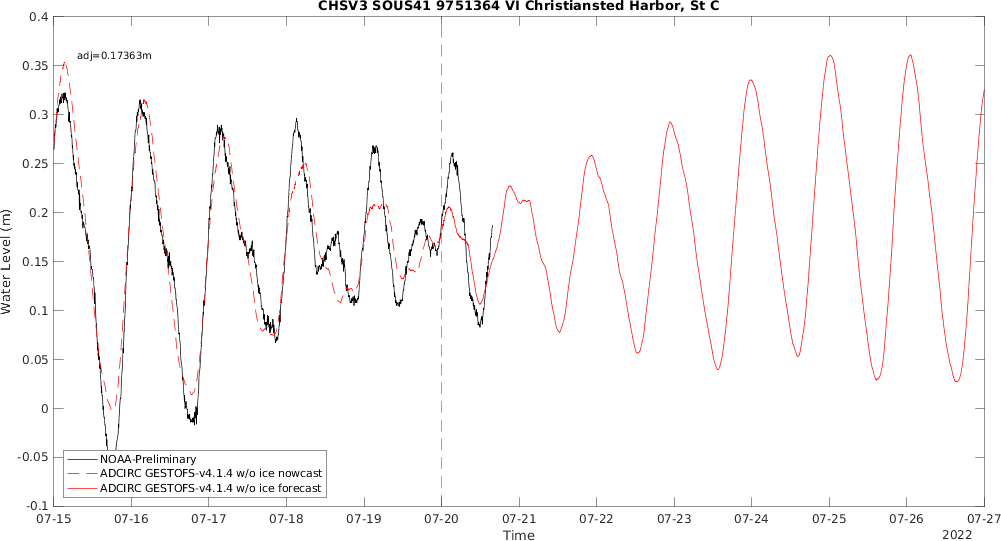 CHSV3 SOUS41 9751364 VI Christiansted Harbor, St C
adj=0.17363m
Water Level (m)
0.4
0.35
0.3
0.25
0.2
0.15
0.1
0.05
0
-0.05
-0.1
NOAA-Preliminary
ADCIRC GESTOFS-v4.1.4 w/o ice nowcast
ADCIRC GESTOFS-v4.1.4 w/o ice forecast
07-15 07-16 07-17 07-18 07-19 07-20 07-21 07-22 07-23 07-24 07-25 07-26 07-27
Time
2022